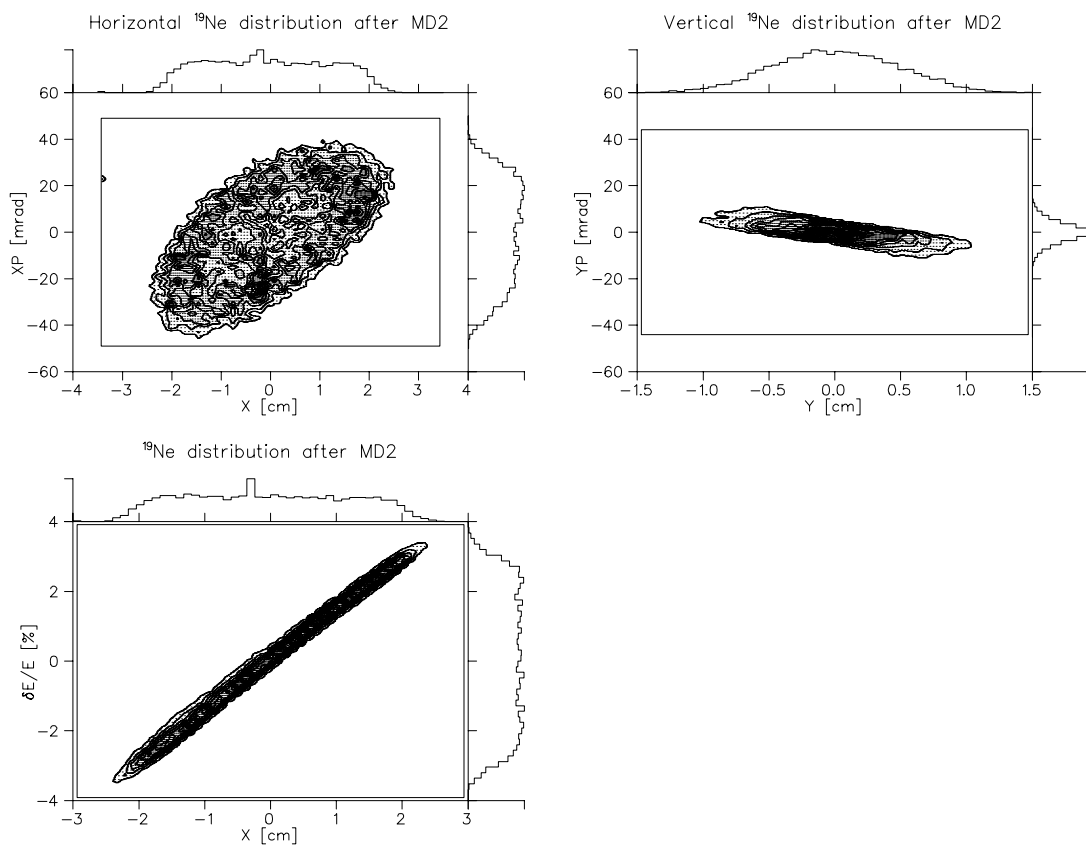 Horizontal ¹⁹Ne distribution after MD2
60
40
20
0
−20
−40
−60
XP [mrad]
−4 −3 −2 −1 0 1 2 3 4
X [cm]
Vertical ¹⁹Ne distribution after MD2
60
40
20
0
−20
−40
−60
YP [mrad]
−1.5 −1.0 −0.5 0.0 0.5 1.0 1.5
Y [cm]
¹⁹Ne distribution after MD2
4
2
0
−2
−4
δE/E [%]
−3 −2 −1 0 1 2 3
X [cm]